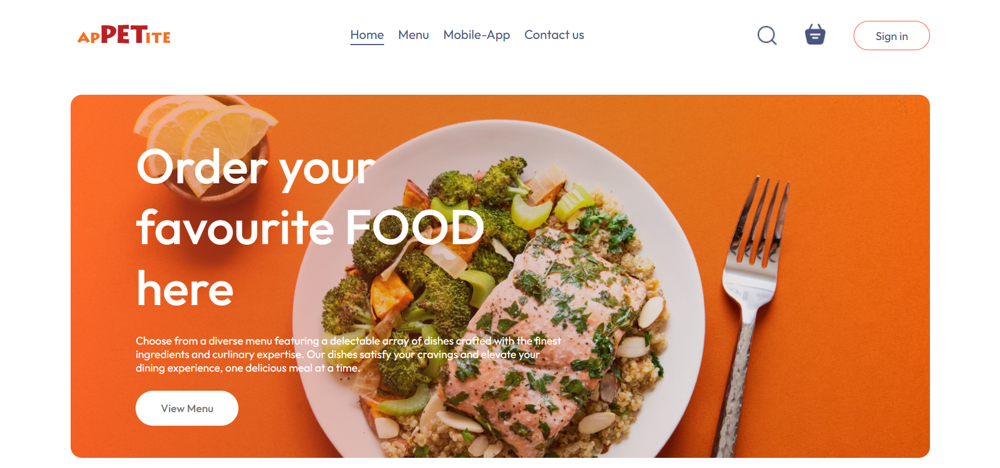 APPETITE
Home Menu Mobile-App Contact us
Sign in
Order your
favourite FOOD
here
Choose from a diverse menu featuring a delectable array of dishes crafted with the finest
ingredients and curlinary expertise. Our dishes satisfy your cravings and elevate your
dining experience, one delicious meal at a time.
View Menu